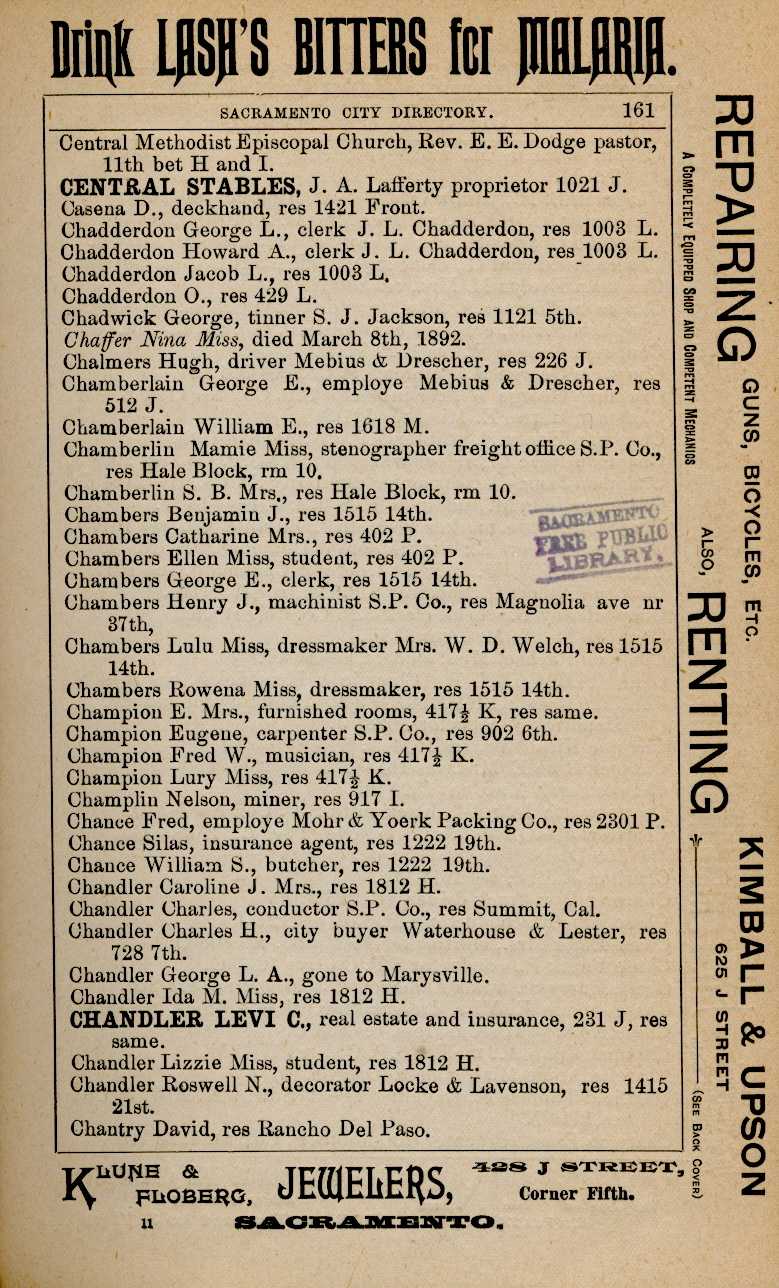 Drink LASH'S BITTERS for MALARIA.
SACRAMENTO CITY DIRECTORY. 161
Central Methodist Episcopal Church, Rev. E. E. Dodge pastor,
11th bet H and I.
CENTRAL STABLES, J. A. Lafferty proprietor 1021 J.
Casena D., deckhand, res 1421 Front.
Chadderdon George L., clerk J. L. Chadderdon, res 1003 L.
Chadderdon Howard A., clerk J. L. Chadderdon, res 1003 L.
Chadderdon Jacob L., res 1003 L.
Chadderdon O., res 429 L.
Chadwick George, tinner S. J. Jackson, res 1121 5th.
Chaffer Nina Miss, died March 8th, 1892.
Chalmers Hugh, driver Mebius & Drescher, res 226 J.
Chamberlain George E., employe Mebius & Drescher, res
512 J.
Chamberlain William E., res 1618 M.
Chamberlin Mamie Miss, stenographer freight office S.P. Co.,
res Hale Block, rm 10.
Chamberlin S. B. Mrs., res Hale Block, rm 10.
Chambers Benjamin J., res 1515 14th.
Chambers Catharine Mrs., res 402 P.
Chambers Ellen Miss, student, res 402 P.
Chambers George E., clerk, res 1515 14th.
Chambers Henry J., machinist S.P. Co., res Magnolia ave nr
37th,
Chambers Lulu Miss, dressmaker Mrs. W. D. Welch, res 1515
14th.
Chambers Rowena Miss, dressmaker, res 1515 14th.
Champion E. Mrs., furnished rooms, 417½ K, res same.
Champion Eugene, carpenter S.P. Co., res 902 6th.
Champion Fred W., musician, res 417½ K.
Champion Lury Miss, res 417½ K.
Champlin Nelson, miner, res 917 I.
Chance Fred, employe Mohr & Yoerk Packing Co., res 2301 P.
Chance Silas, insurance agent, res 1222 19th.
Chance William S., butcher, res 1222 19th.
Chandler Caroline J. Mrs., res 1812 H.
Chandler Charles, conductor S.P. Co., res Summit, Cal.
Chandler Charles H., city buyer Waterhouse & Lester, res
728 7th.
Chandler George L. A., gone to Marysville.
Chandler Ida M. Miss, res 1812 H.
CHANDLER LEVI C., real estate and insurance, 231 J, res
same.
Chandler Lizzie Miss, student, res 1812 H.
Chandler Roswell N., decorator Locke & Lavenson, res 1415
21st.
Chantry David, res Rancho Del Paso.
SACRAMENTO
FREE PUBLIC
LIBRARY.
REPAIRING GUNS, BICYCLES, ETC.
A COMPLETELY EQUIPPED SHOP AND COMPETENT MECHANICS
ALSO, RENTING
KIMBALL & UPSON
625 J STREET
(SEE BACK COVER)
KLUNE & FLOBERG, JEWELERS, 428 J STREET,
Corner Fifth.
11 SACRAMENTO.